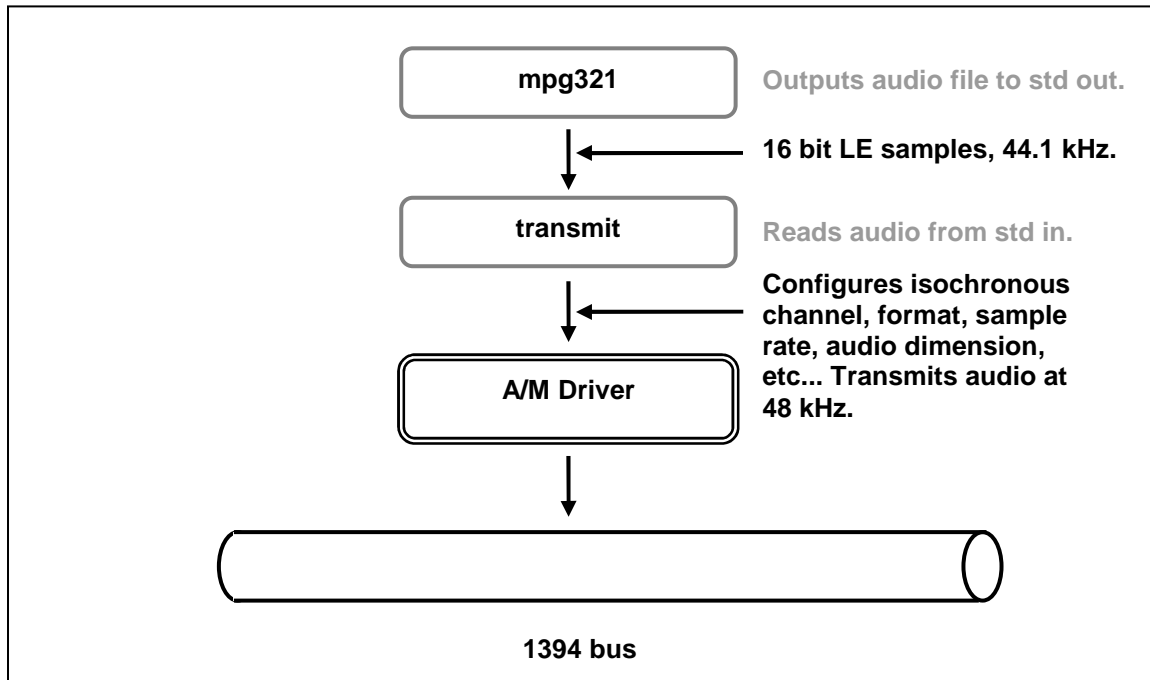 mpg321
Outputs audio file to std out.
16 bit LE samples, 44.1 kHz.
transmit
Reads audio from std in.
Configures isochronous
channel, format, sample
rate, audio dimension,
etc... Transmits audio at
48 kHz.
A/M Driver
1394 bus